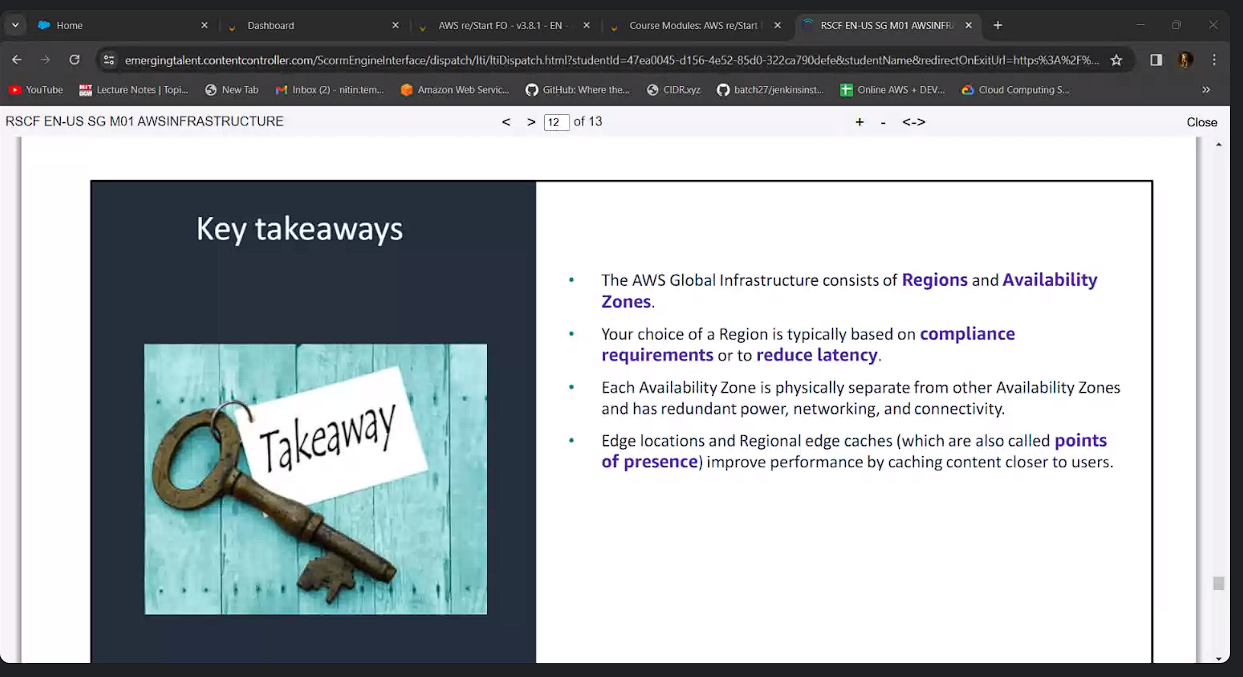 Home
Dashboard
AWS re/Start FO - v3.8.1 - EN -
Course Modules: AWS re/Start
RSCF EN-US SG M01 AWSINFRA
emergingtalent.contentcontroller.com/ScormEngineInterface/dispatch/lti/ltiDispatch.html?studentId=47ea0045-d156-4e52-85d0-322ca790defe&studentName&redirectOnExitUrl=https%3A%2F%...
YouTube
Lecture Notes | Topi...
New Tab
Inbox (2) - nitin.tem...
Amazon Web Servic...
GitHub: Where the...
CIDR.xyz
batch27/jenkinsinst...
Online AWS + DEV...
Cloud Computing S...
RSCF EN-US SG M01 AWSINFRASTRUCTURE
< > 12 of 13
+ - <->
Close
Key takeaways
Takeaway
• The AWS Global Infrastructure consists of Regions and Availability
Zones.
• Your choice of a Region is typically based on compliance
requirements or to reduce latency.
• Each Availability Zone is physically separate from other Availability Zones
and has redundant power, networking, and connectivity.
• Edge locations and Regional edge caches (which are also called points
of presence) improve performance by caching content closer to users.